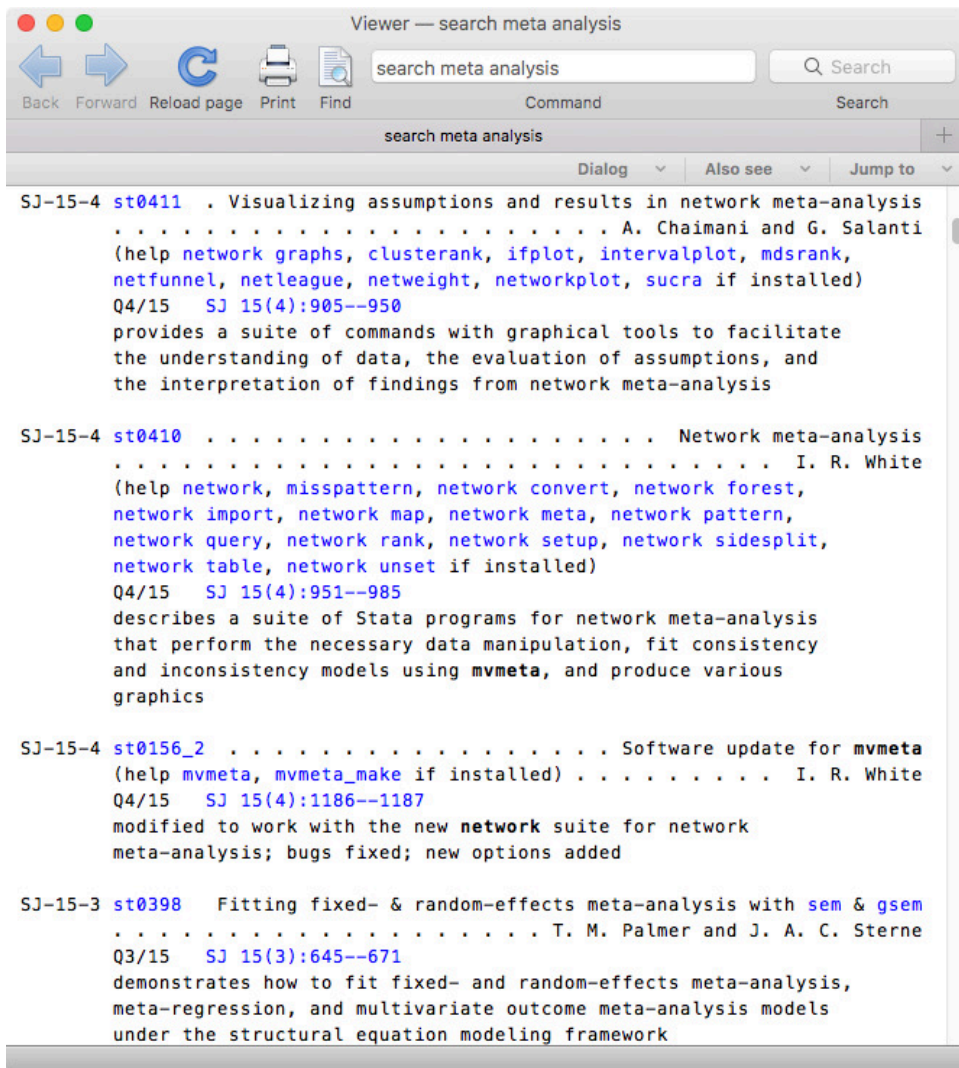 Viewer — search meta analysis
search meta analysis
Search
Back Forward Reload page Print Find Command Search
search meta analysis +
Dialog Also see Jump to
SJ-15-4 st0411 . Visualizing assumptions and results in network meta-analysis
. . . . . . . . . . . . . . . . . . . . . . A. Chaimani and G. Salanti
(help network graphs, clusterank, ifplot, intervalplot, mdsrank,
netfunnel, netleague, netweight, networkplot, sucra if installed)
Q4/15 SJ 15(4):905--950
provides a suite of commands with graphical tools to facilitate
the understanding of data, the evaluation of assumptions, and
the interpretation of findings from network meta-analysis
SJ-15-4 st0410 . . . . . . . . . . . . . . . . . . . . Network meta-analysis
. . . . . . . . . . . . . . . . . . . . . . . . . . . . . I. R. White
(help network, misspattern, network convert, network forest,
network import, network map, network meta, network pattern,
network query, network rank, network setup, network sidesplit,
network table, network unset if installed)
Q4/15 SJ 15(4):951--985
describes a suite of Stata programs for network meta-analysis
that perform the necessary data manipulation, fit consistency
and inconsistency models using mvmeta, and produce various
graphics
SJ-15-4 st0156_2 . . . . . . . . . . . . . . . . . Software update for mvmeta
(help mvmeta, mvmeta_make if installed) . . . . . . . . . I. R. White
Q4/15 SJ 15(4):1186--1187
modified to work with the new network suite for network
meta-analysis; bugs fixed; new options added
SJ-15-3 st0398 Fitting fixed- & random-effects meta-analysis with sem & gsem
. . . . . . . . . . . . . . . . . . . T. M. Palmer and J. A. C. Sterne
Q3/15 SJ 15(3):645--671
demonstrates how to fit fixed- and random-effects meta-analysis,
meta-regression, and multivariate outcome meta-analysis models
under the structural equation modeling framework